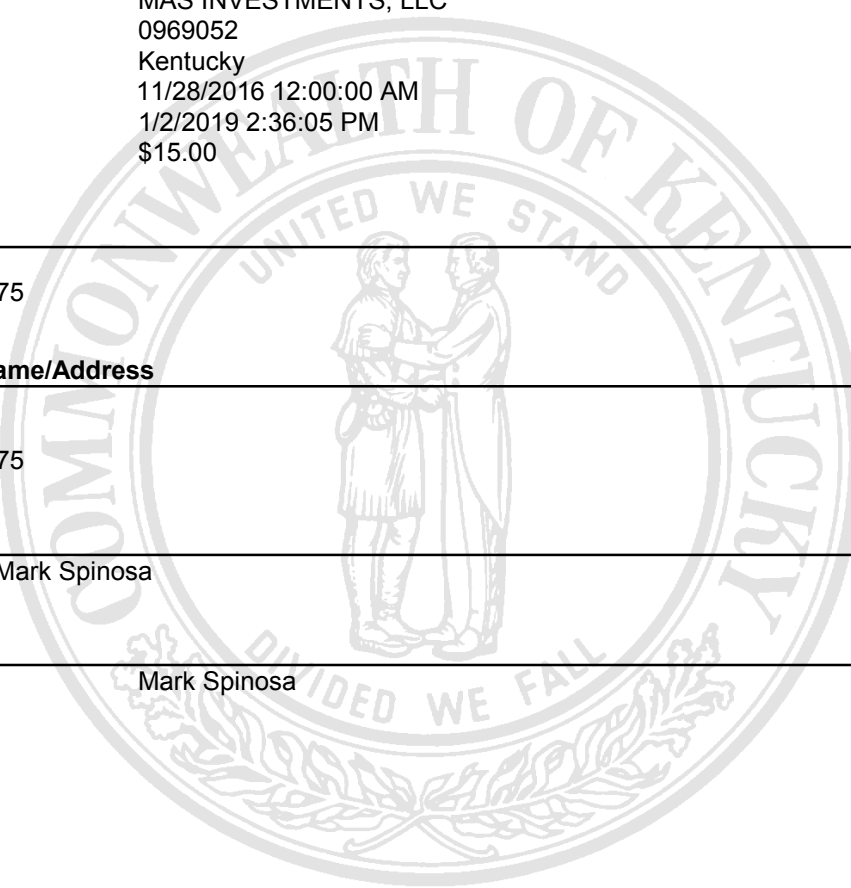 MAS INVESTMENTS, LLC
0969052
Kentucky
11/28/2016 12:00:00 AM
1/2/2019 2:36:05 PM
$15.00
COMMONWEALTH OF KENTUCKY
UNITED WE STAND
75
ame/Address
75
Mark Spinosa
Mark Spinosa
DIVIDED WE FALL